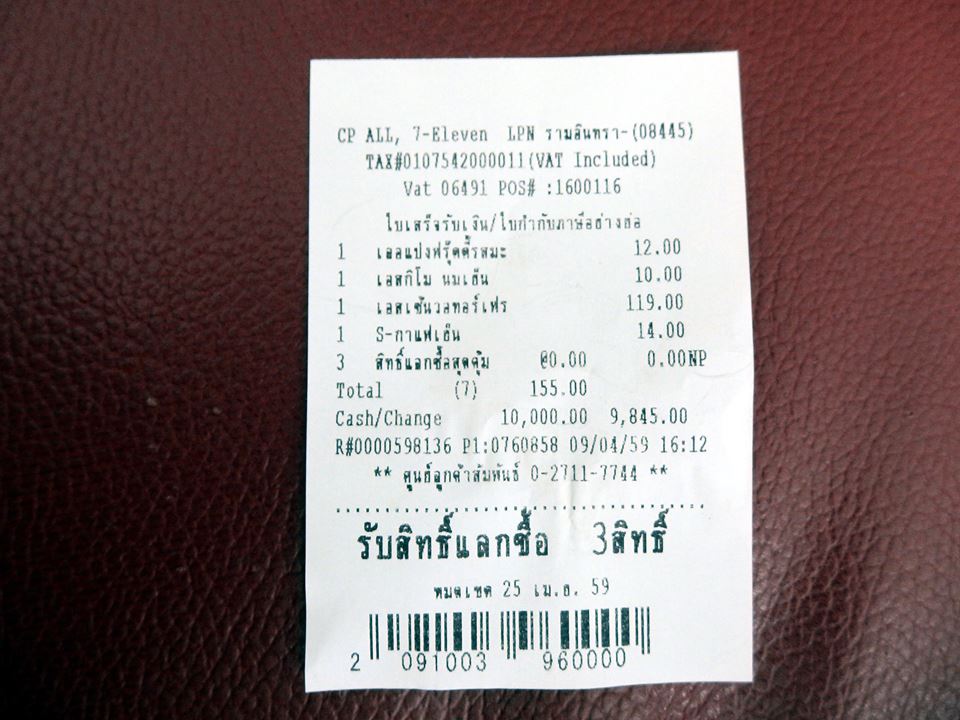 CP ALL, 7-Eleven LPN รามอินทรา-(08445)
TAX#0107542000011(VAT Included)
Vat 06491 POS# :1600116
ใบเสร็จรับเงิน/ใบกำกับภาษีอย่างย่อ
1 เออแปงฟรุ๊ตตี้รสมะ 12.00
1 เอสกิโม นมเย็น 10.00
1 เอสเซ้นวอทอร์เฟร 119.00
1 S-กาแฟเย็น 14.00
3 สิทธิ์แลกซื้อสุดคุ้ม @0.00 0.00NP
Total (7) 155.00
Cash/Change 10,000.00 9,845.00
R#0000598136 P1:0760858 09/04/59 16:12
** ศูนย์ลูกค้าสัมพันธ์ 0-2711-7744 **
รับสิทธิ์แลกซื้อ 3สิทธิ์
หมดเขต 25 เม.ย. 59
2 091003 960000